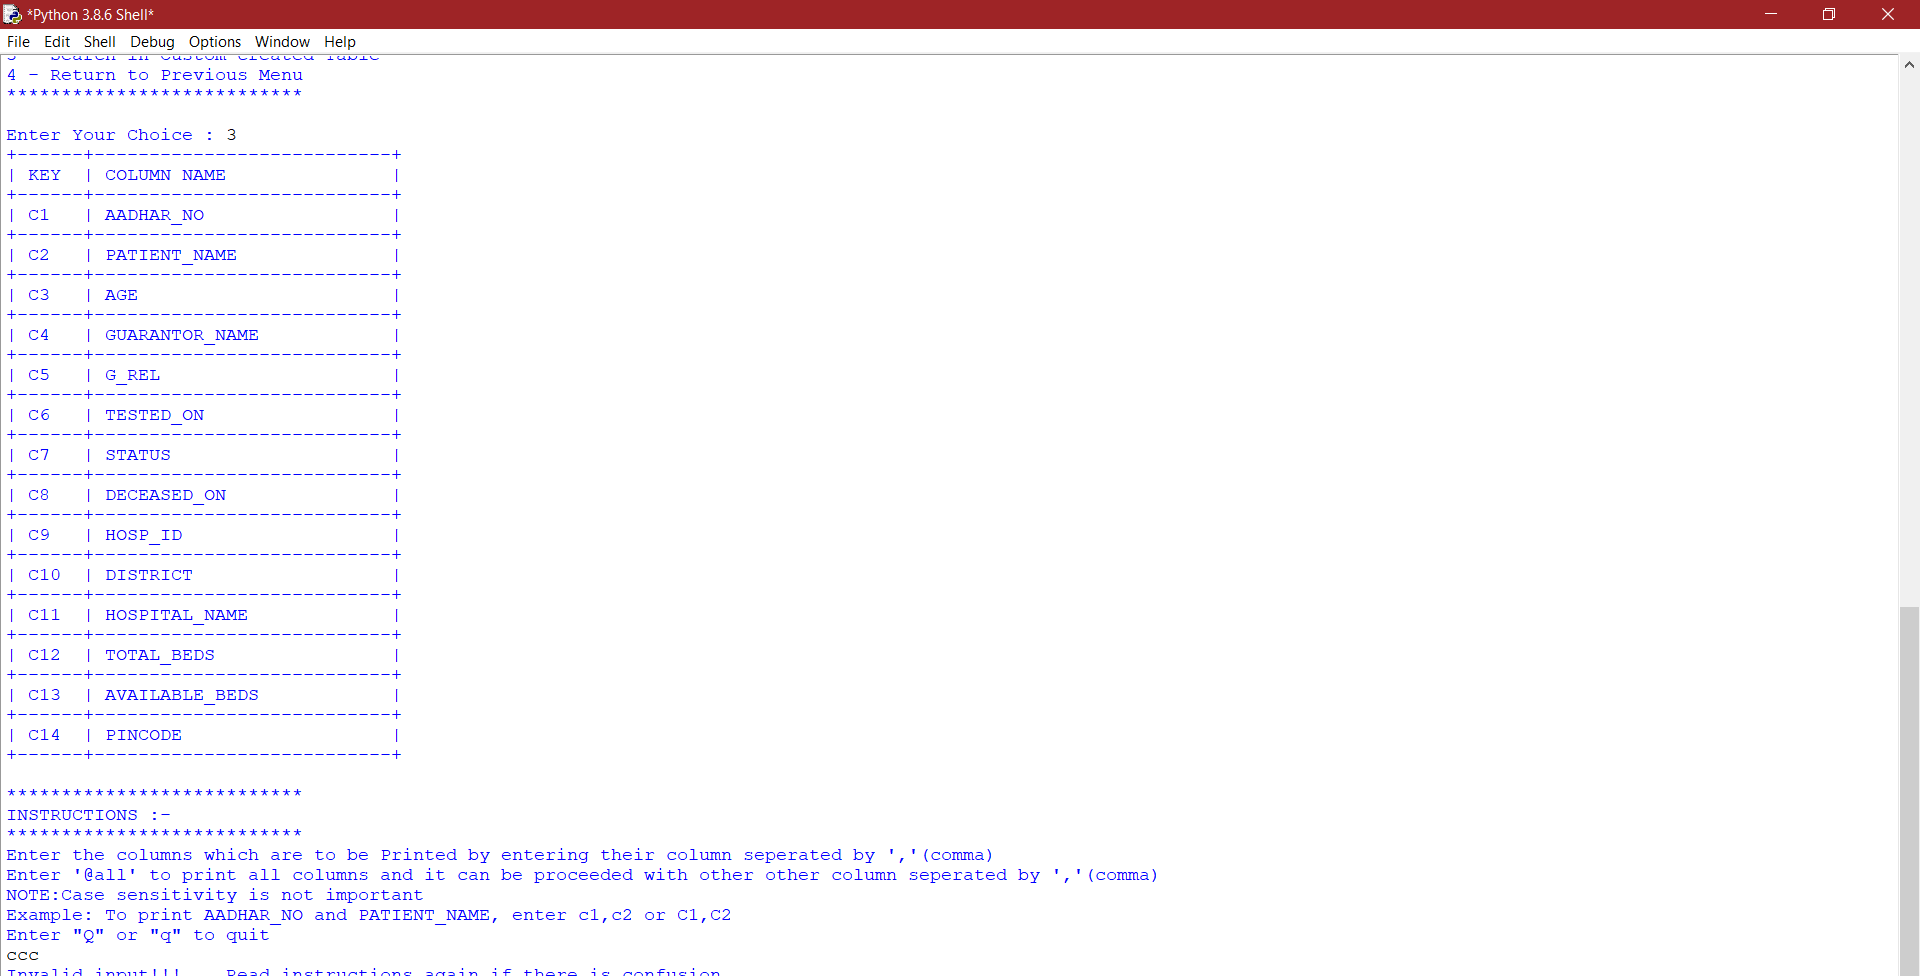 *Python 3.8.6 Shell*
File Edit Shell Debug Options Window Help
3 - Search in Custom Created Table
4 - Return to Previous Menu
***************************
Enter Your Choice : 3
+------+---------------------------+
| KEY  | COLUMN NAME               |
+------+---------------------------+
| C1   | AADHAR_NO                 |
+------+---------------------------+
| C2   | PATIENT_NAME              |
+------+---------------------------+
| C3   | AGE                       |
+------+---------------------------+
| C4   | GUARANTOR_NAME            |
+------+---------------------------+
| C5   | G_REL                     |
+------+---------------------------+
| C6   | TESTED_ON                 |
+------+---------------------------+
| C7   | STATUS                    |
+------+---------------------------+
| C8   | DECEASED_ON               |
+------+---------------------------+
| C9   | HOSP_ID                   |
+------+---------------------------+
| C10  | DISTRICT                  |
+------+---------------------------+
| C11  | HOSPITAL_NAME             |
+------+---------------------------+
| C12  | TOTAL_BEDS                |
+------+---------------------------+
| C13  | AVAILABLE_BEDS            |
+------+---------------------------+
| C14  | PINCODE                   |
+------+---------------------------+
***************************
INSTRUCTIONS :-
***************************
Enter the columns which are to be Printed by entering their column seperated by ','(comma)
Enter '@all' to print all columns and it can be proceeded with other other column seperated by ','(comma)
NOTE:Case sensitivity is not important
Example: To print AADHAR_NO and PATIENT_NAME, enter c1,c2 or C1,C2
Enter "Q" or "q" to quit
ccc
Invalid input!!!    Read instructions again if there is confusion